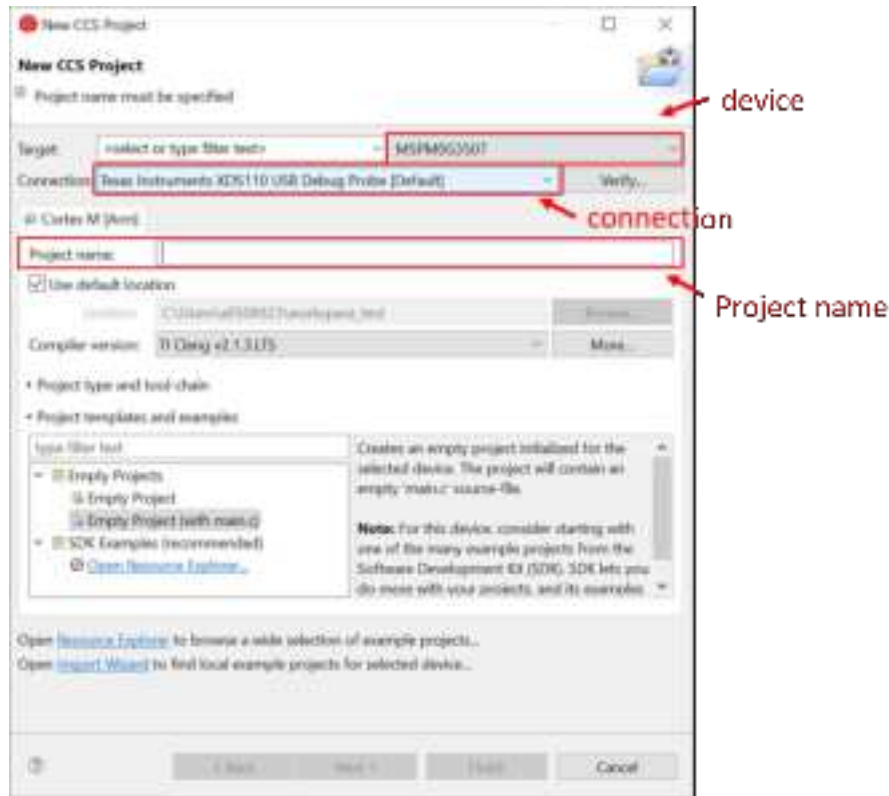 New CCS Project
New CCS Project
Project name must be specified
device
Target: <select or type filter text> MSPM0G3507
Connection: Texas Instruments XDS110 USB Debug Probe [Default] Verify...
connection
Cortex M [Arm]
Project name:
Use default location
Project name
Compiler version: TI Clang v2.1.3.LTS More...
Project type and tool-chain
Project templates and examples
type filter text
Empty Projects
Empty Project
Empty Project (with main.c)
SDK Examples (recommended)
Open Resource Explorer...
Creates an empty project initialized for the
selected device. The project will contain an
empty 'main.c' source-file.
Note: For this device, consider starting with
one of the many example projects from the
Software Development Kit (SDK). SDK lets you
do more with your projects, and its examples
Open Resource Explorer to browse a wide selection of example projects...
Open Import Wizard to find local example projects for selected device...
< Back Next > Finish Cancel